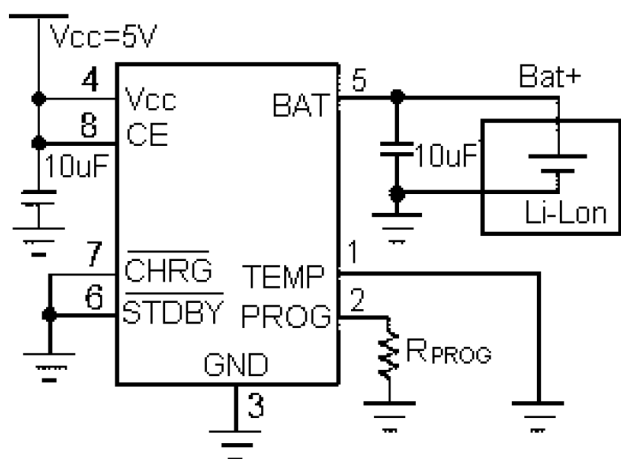 Vcc=5V
4
Vcc
8
CE
10uF
5
BAT
Bat+
10uF
Li-Lon
7
CHRG
6
STDBY
1
TEMP
2
PROG
RPROG
GND
3